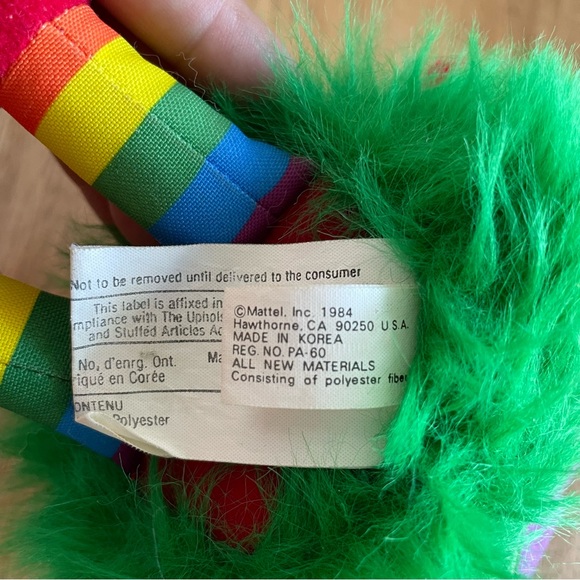 Not to be removed until delivered to the consumer
This label is affixed in
mpliance with The Uphols
and Stuffed Articles Ac
No, d'enrg. Ont. Ma
riqué en Corée
ONTENU
Polyester
©Mattel, Inc. 1984
Hawthorne, CA 90250 U.S.A.
MADE IN KOREA
REG. NO. PA-60
ALL NEW MATERIALS
Consisting of polyester fiber